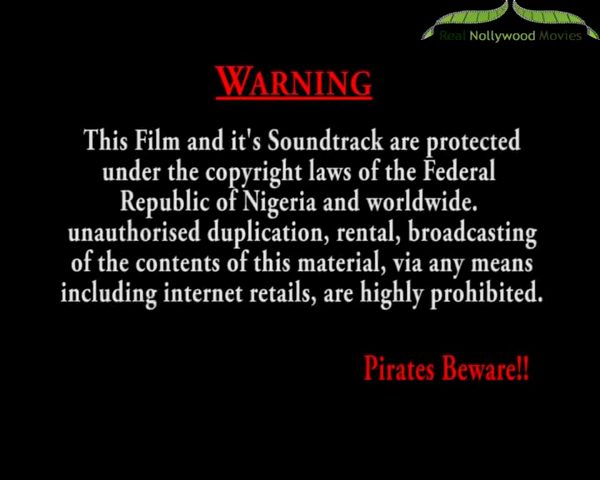 Real Nollywood Movies
WARNING
This Film and it's Soundtrack are protected
under the copyright laws of the Federal
Republic of Nigeria and worldwide.
unauthorised duplication, rental, broadcasting
of the contents of this material, via any means
including internet retails, are highly prohibited.
Pirates Beware!!